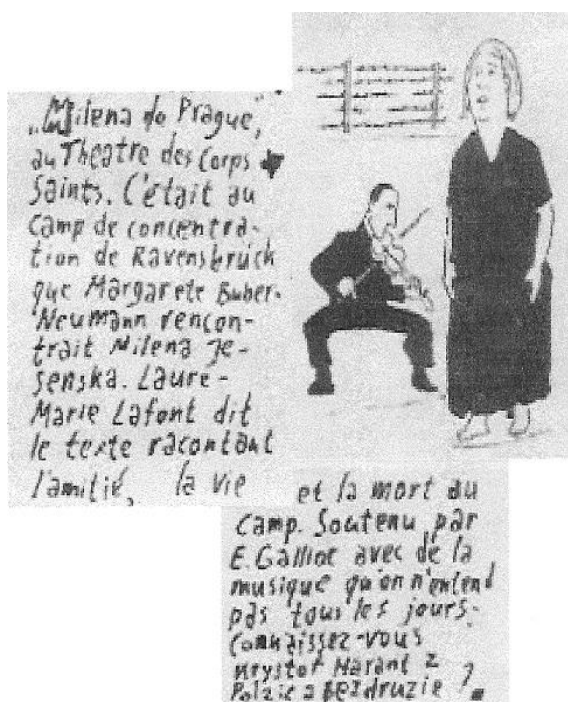 „Milena de Prague",
au Théatre des Corps
Saints. C'était au
camp de concentra-
tion de Ravensbruck
que Margarete Buber-
Neumann rencon-
trait Milena Je-
senska. Laure-
Marie Lafont dit
le texte racontant
l'amitié, la vie
et la mort au
camp. Soutenu par
E. Galliot avec de la
musique qu'on n'entend
pas tous les jours.
Connaissez-vous
Krystof Harant z
Polzic a Bezdruzic ?